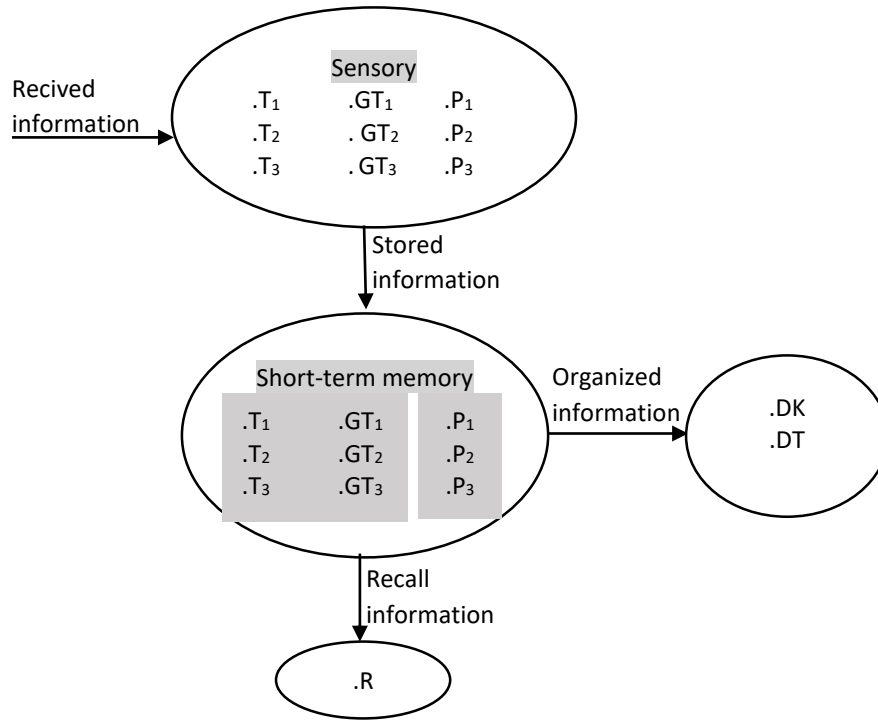 Sensory
Recived
information
.T₁ .GT₁ .P₁
.T₂ . GT₂ .P₂
.T₃ . GT₃ .P₃
Stored
information
Short-term memory
.T₁ .GT₁ .P₁
.T₂ .GT₂ .P₂
.T₃ .GT₃ .P₃
Organized
information
.DK
.DT
Recall
information
.R